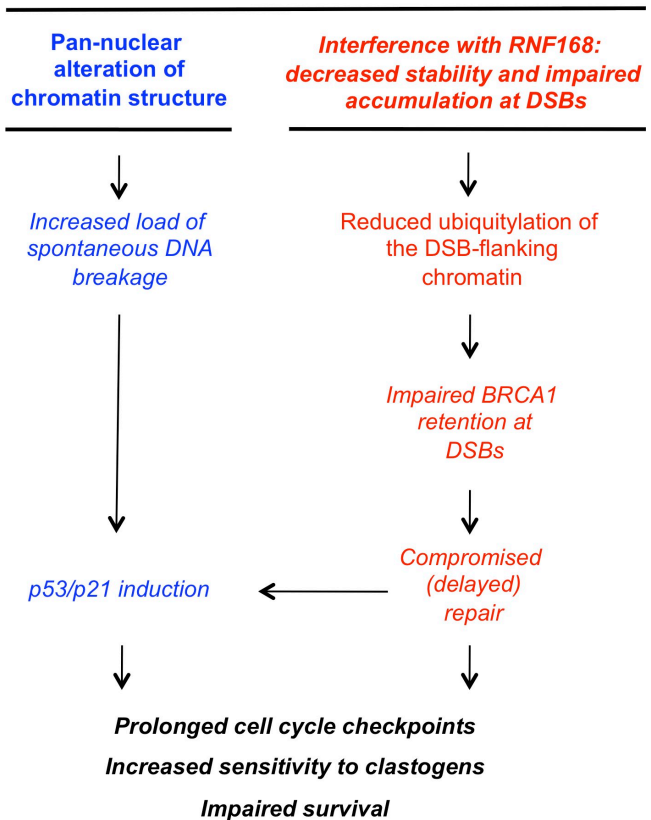 Pan-nuclear
alteration of
chromatin structure
Interference with RNF168:
decreased stability and impaired
accumulation at DSBs
Increased load of
spontaneous DNA
breakage
Reduced ubiquitylation of
the DSB-flanking
chromatin
Impaired BRCA1
retention at
DSBs
p53/p21 induction
Compromised
(delayed)
repair
Prolonged cell cycle checkpoints
Increased sensitivity to clastogens
Impaired survival